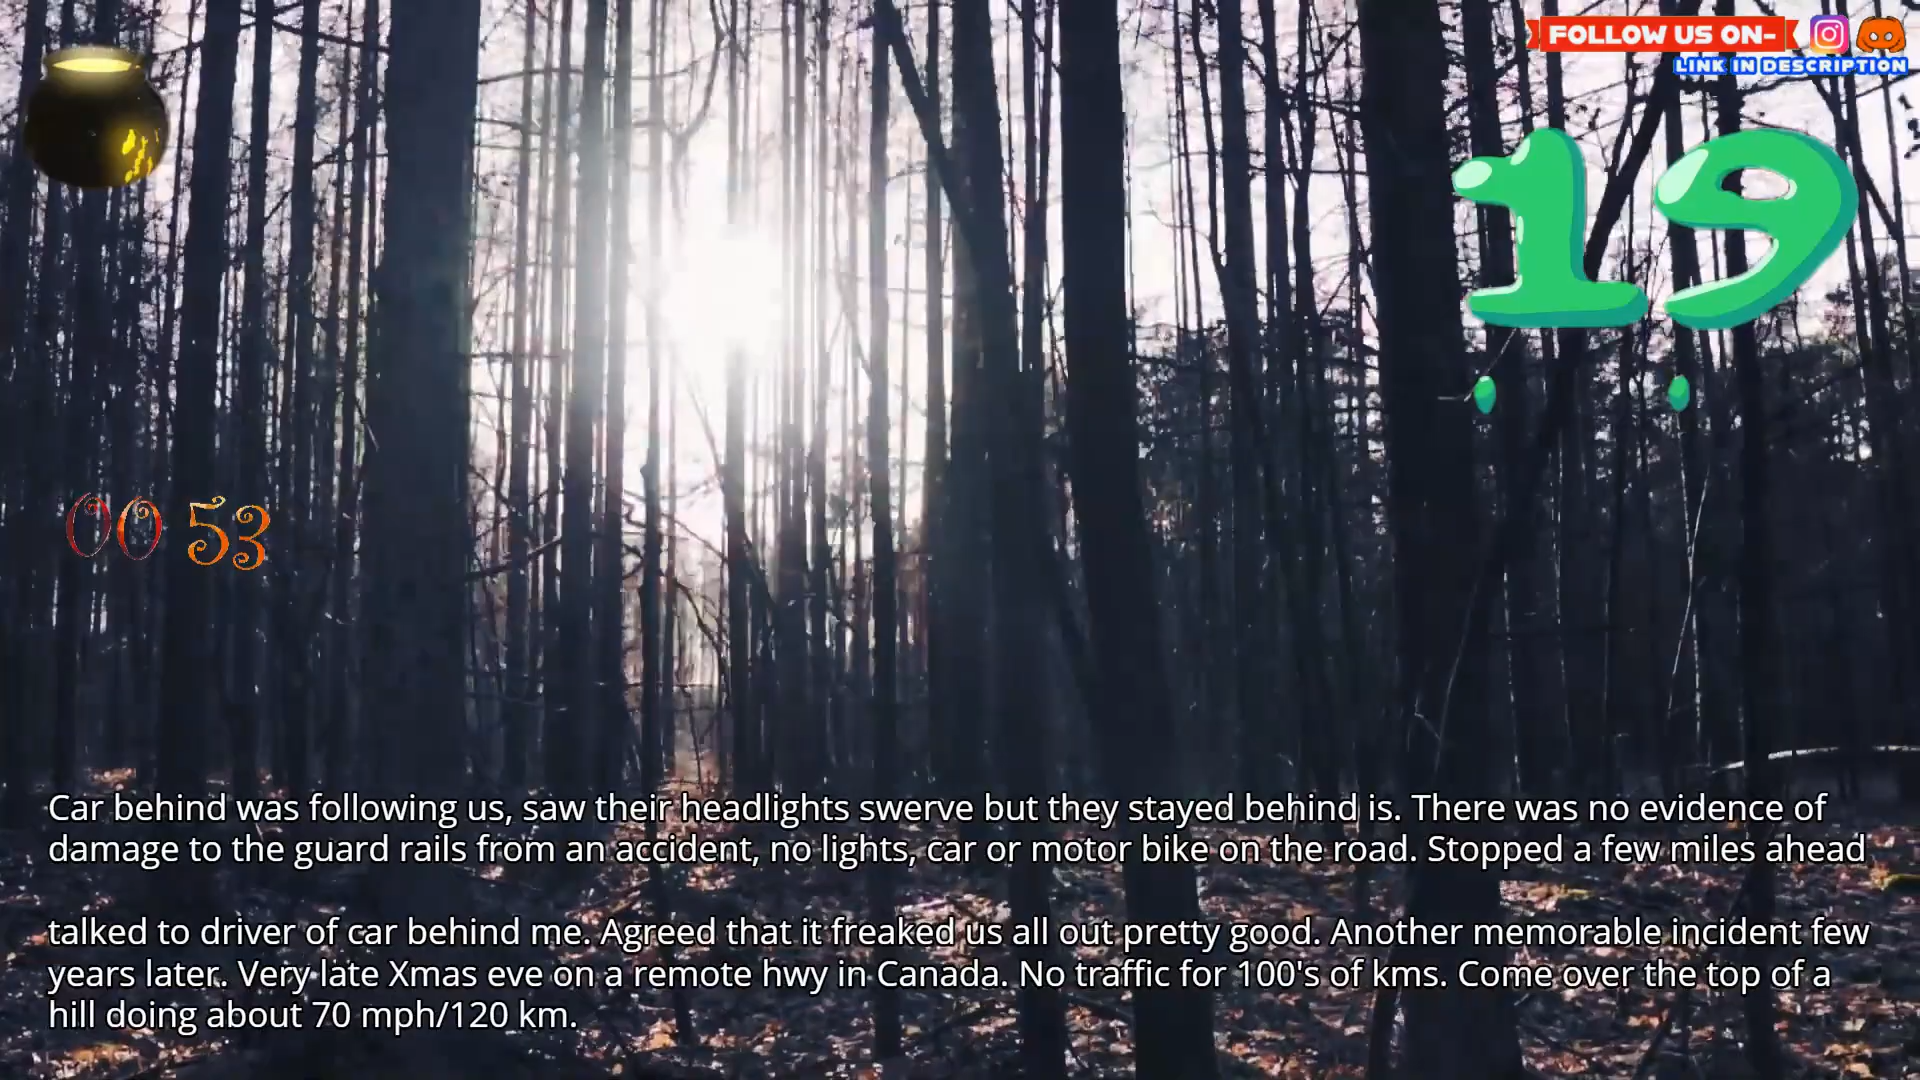 FOLLOW US ON-
LINK IN DESCRIPTION
19
00 53
Car behind was following us, saw their headlights swerve but they stayed behind is. There was no evidence of
damage to the guard rails from an accident, no lights, car or motor bike on the road. Stopped a few miles ahead
talked to driver of car behind me. Agreed that it freaked us all out pretty good. Another memorable incident few
years later. Very late Xmas eve on a remote hwy in Canada. No traffic for 100's of kms. Come over the top of a
hill doing about 70 mph/120 km.